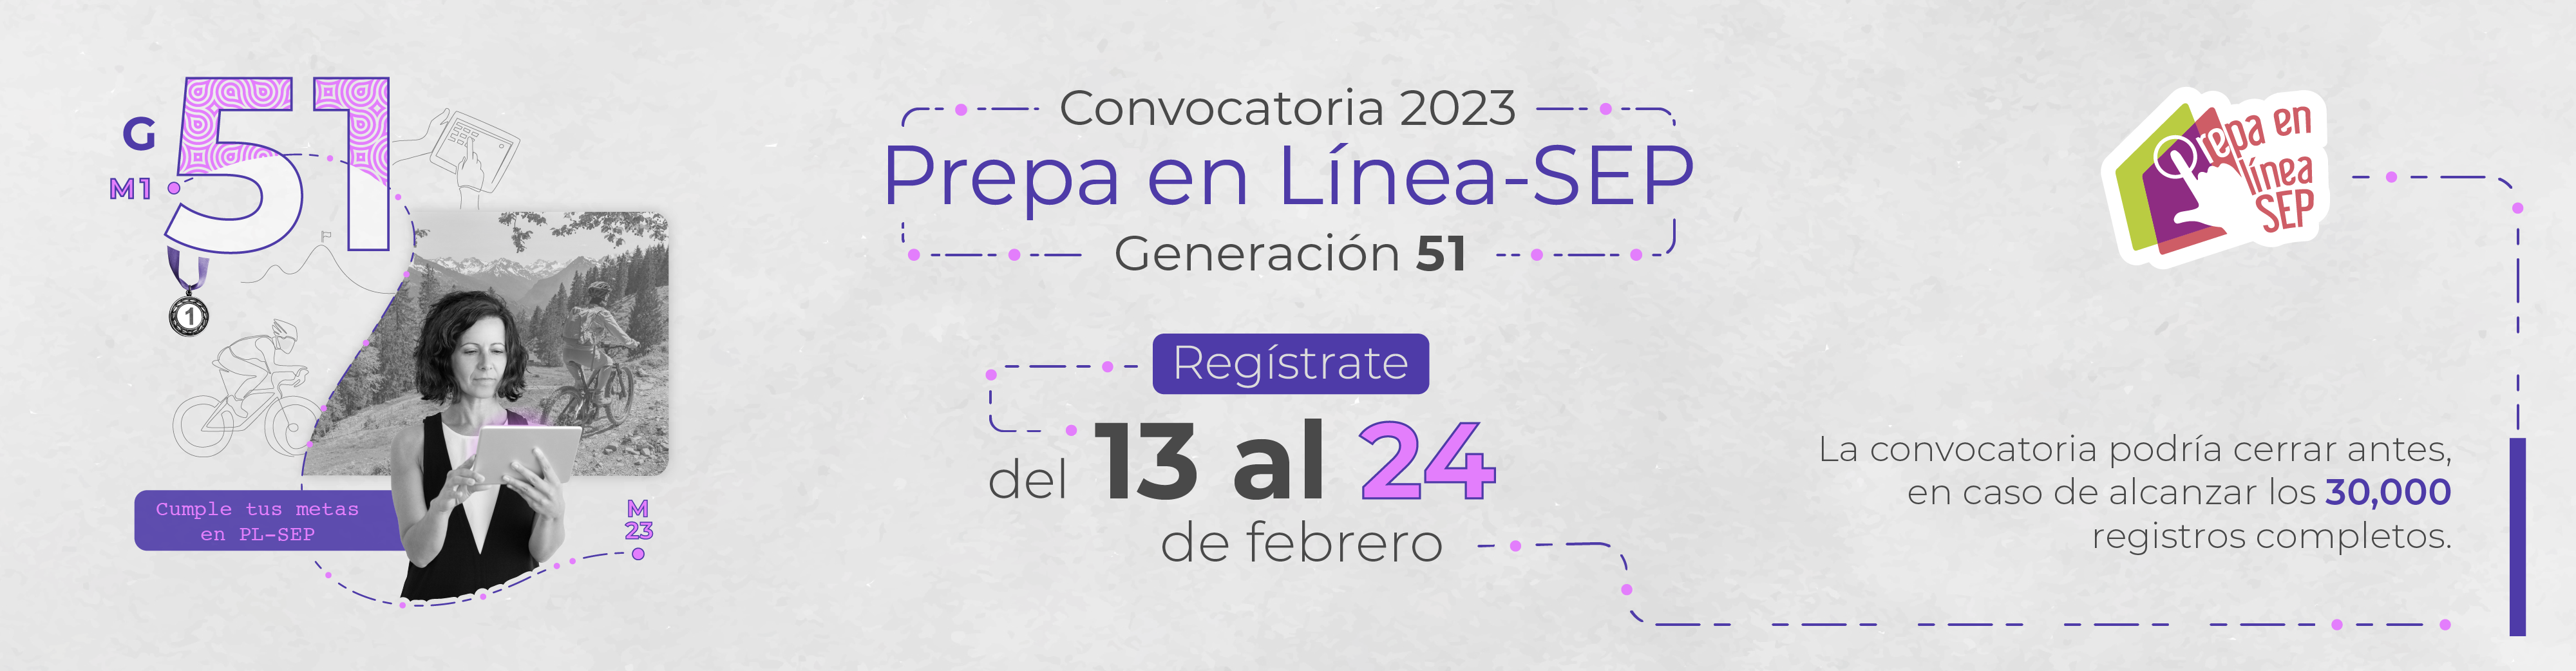 G
51
M1
1
Cumple tus metas
en PL-SEP
M
23
Convocatoria 2023
Prepa en Línea-SEP
Generación 51
Regístrate
del 13 al 24
de febrero
Prepa en
línea
SEP
La convocatoria podría cerrar antes,
en caso de alcanzar los 30,000
registros completos.